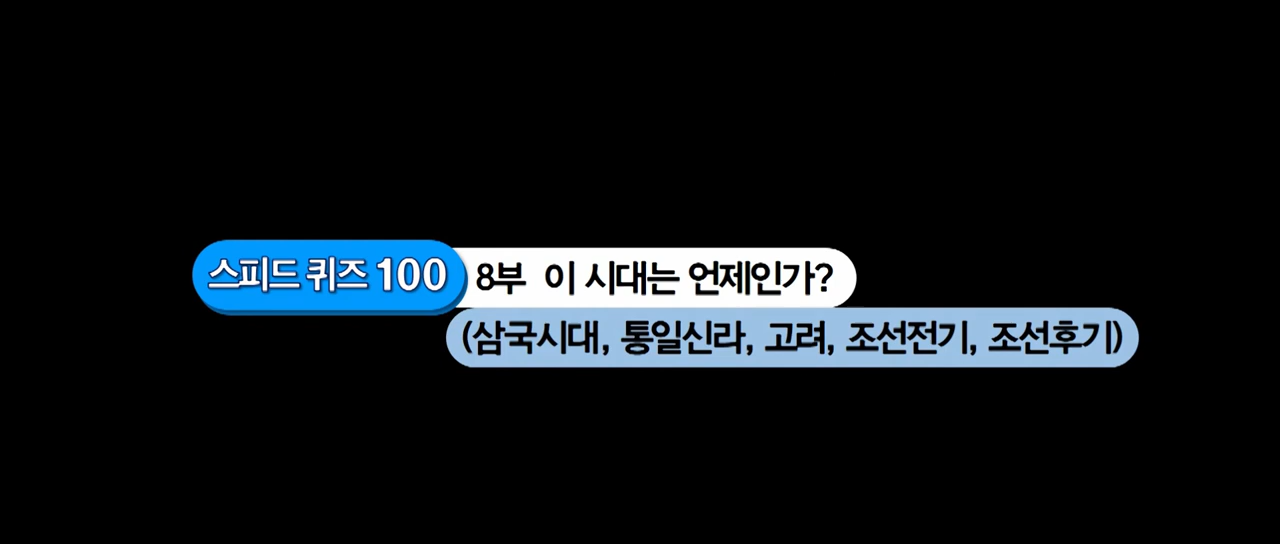 스피드 퀴즈 100 8부 이 시대는 언제인가?
(삼국시대, 통일신라, 고려, 조선전기, 조선후기)